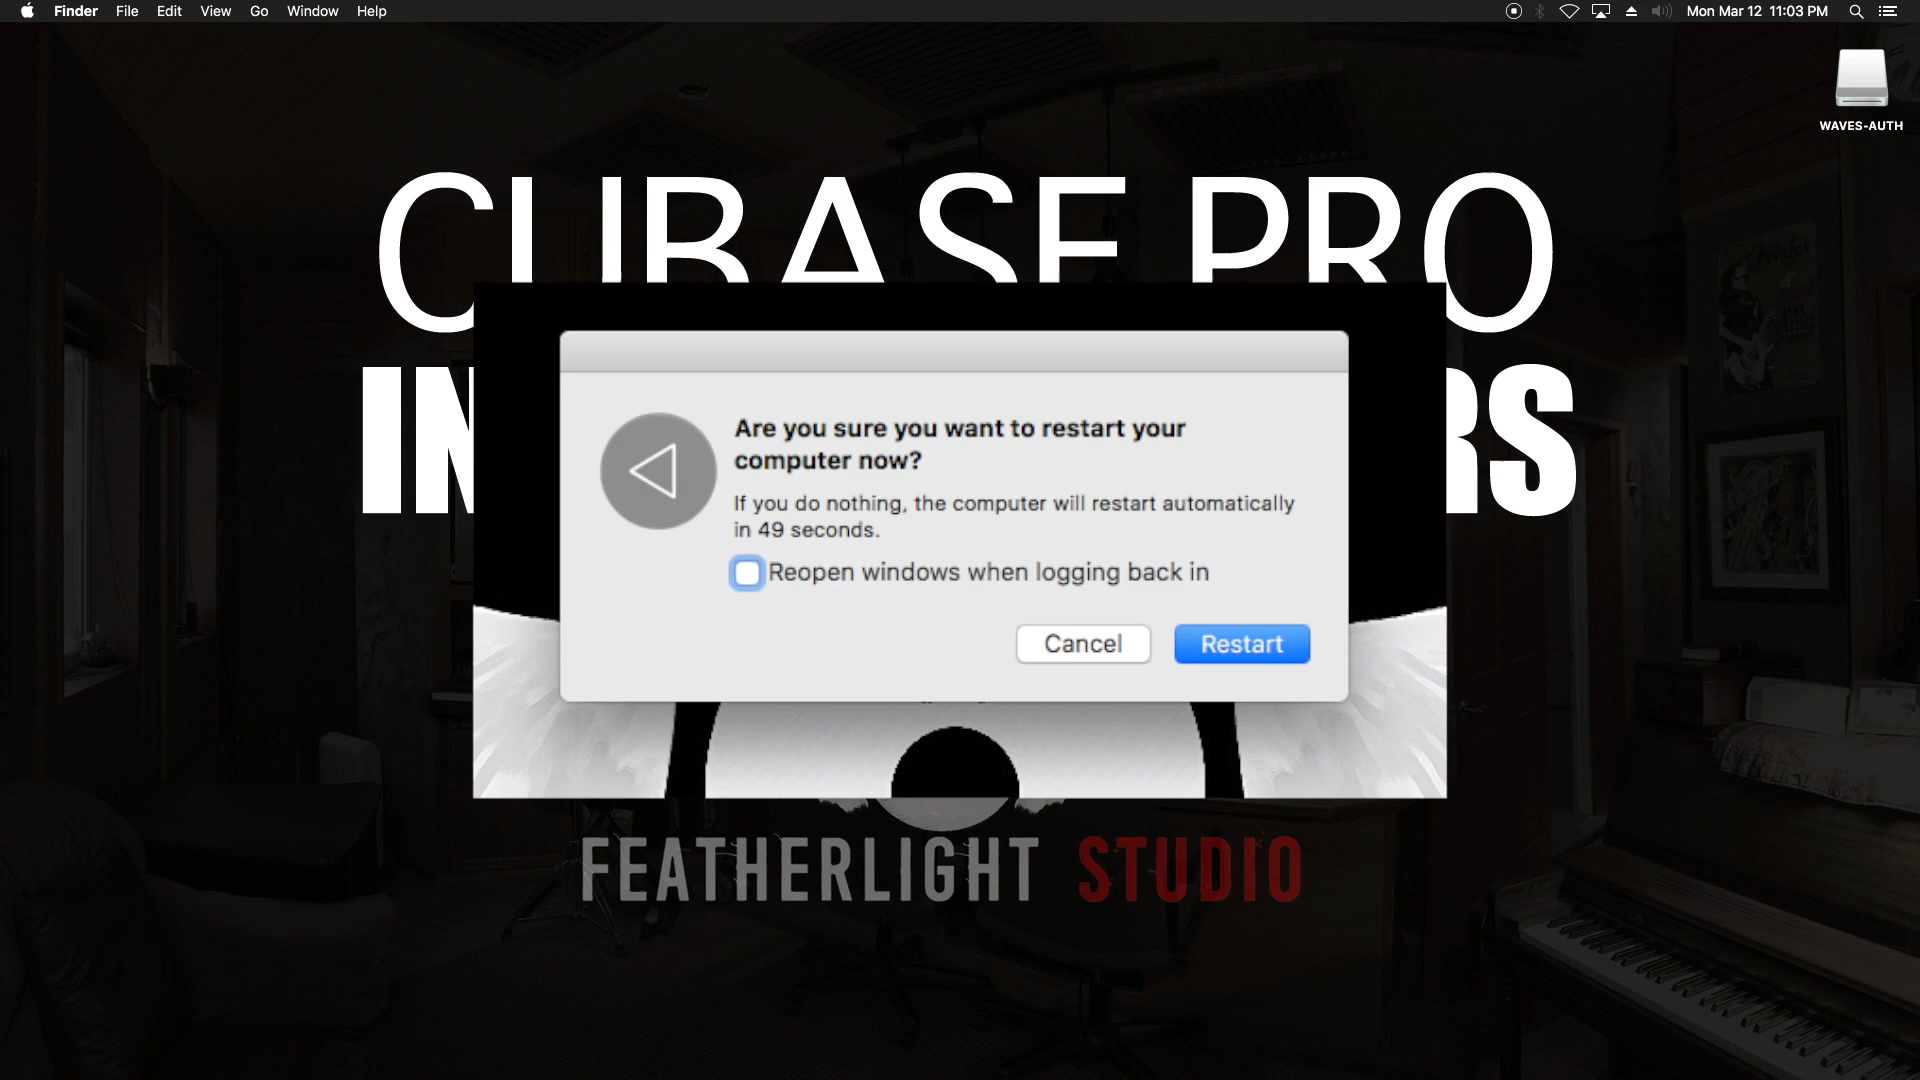 Finder File Edit View Go Window Help
Mon Mar 12 11:03 PM
WAVES-AUTH
CUBASE PRO
Are you sure you want to restart your
computer now?
If you do nothing, the computer will restart automatically
in 49 seconds.
Reopen windows when logging back in
Cancel Restart
FEATHERLIGHT STUDIO